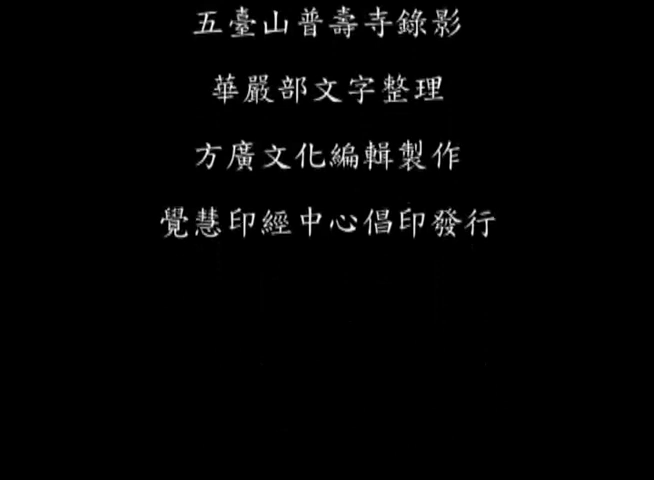 五臺山普壽寺錄影
華嚴部文字整理
方廣文化編輯製作
覺慧印經中心倡印發行